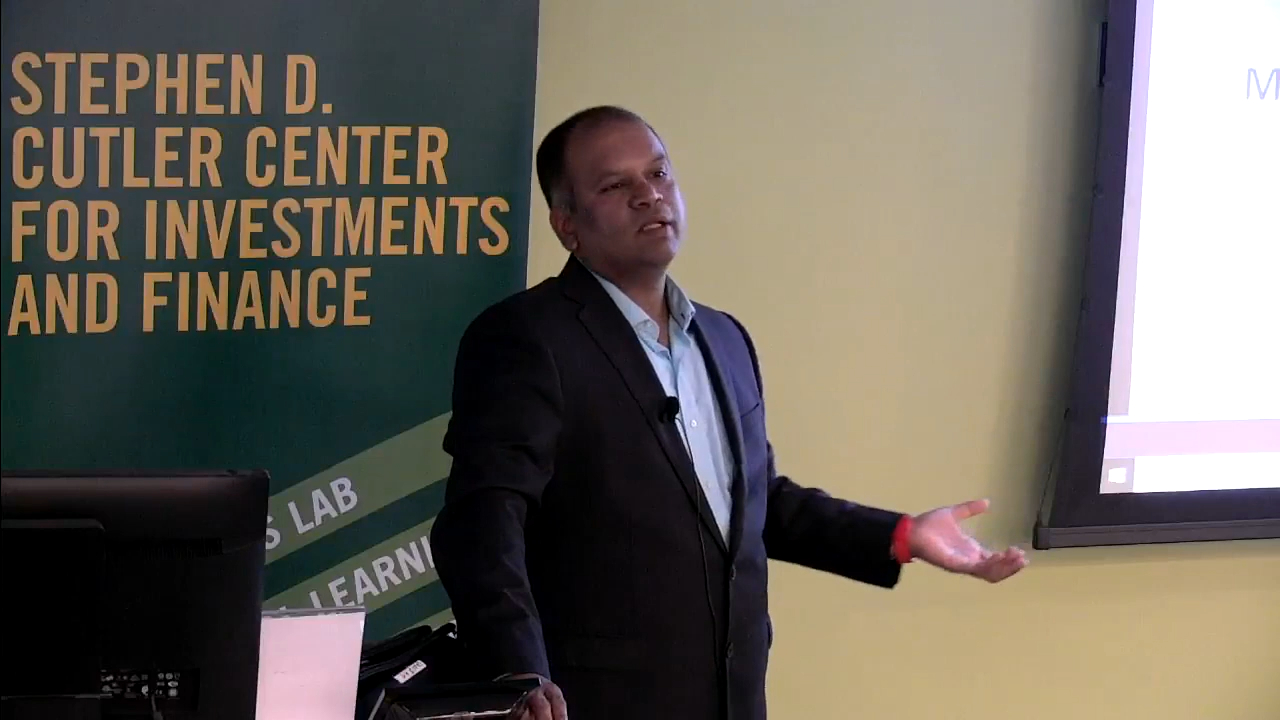 STEPHEN D.
CUTLER CENTER
FOR INVESTMENTS
AND FINANCE
S LAB
LEARNI
M